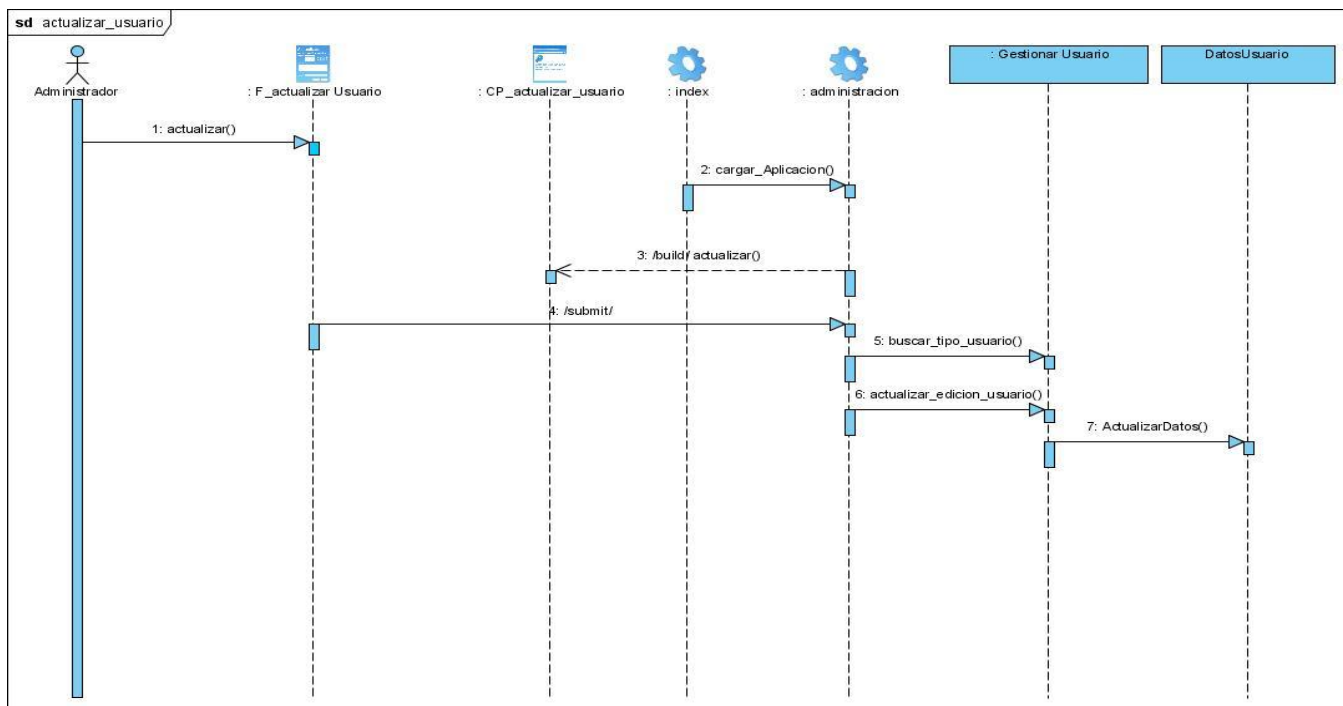 sd actualizar_usuario
Administrador
: F_actualizar Usuario
: CP_actualizar_usuario
: index
: administracion
: Gestionar Usuario
DatosUsuario
1: actualizar()
2: cargar_Aplicacion()
3: /build/ actualizar()
4: /submit/
5: buscar_tipo_usuario()
6: actualizar_edicion_usuario()
7: ActualizarDatos()